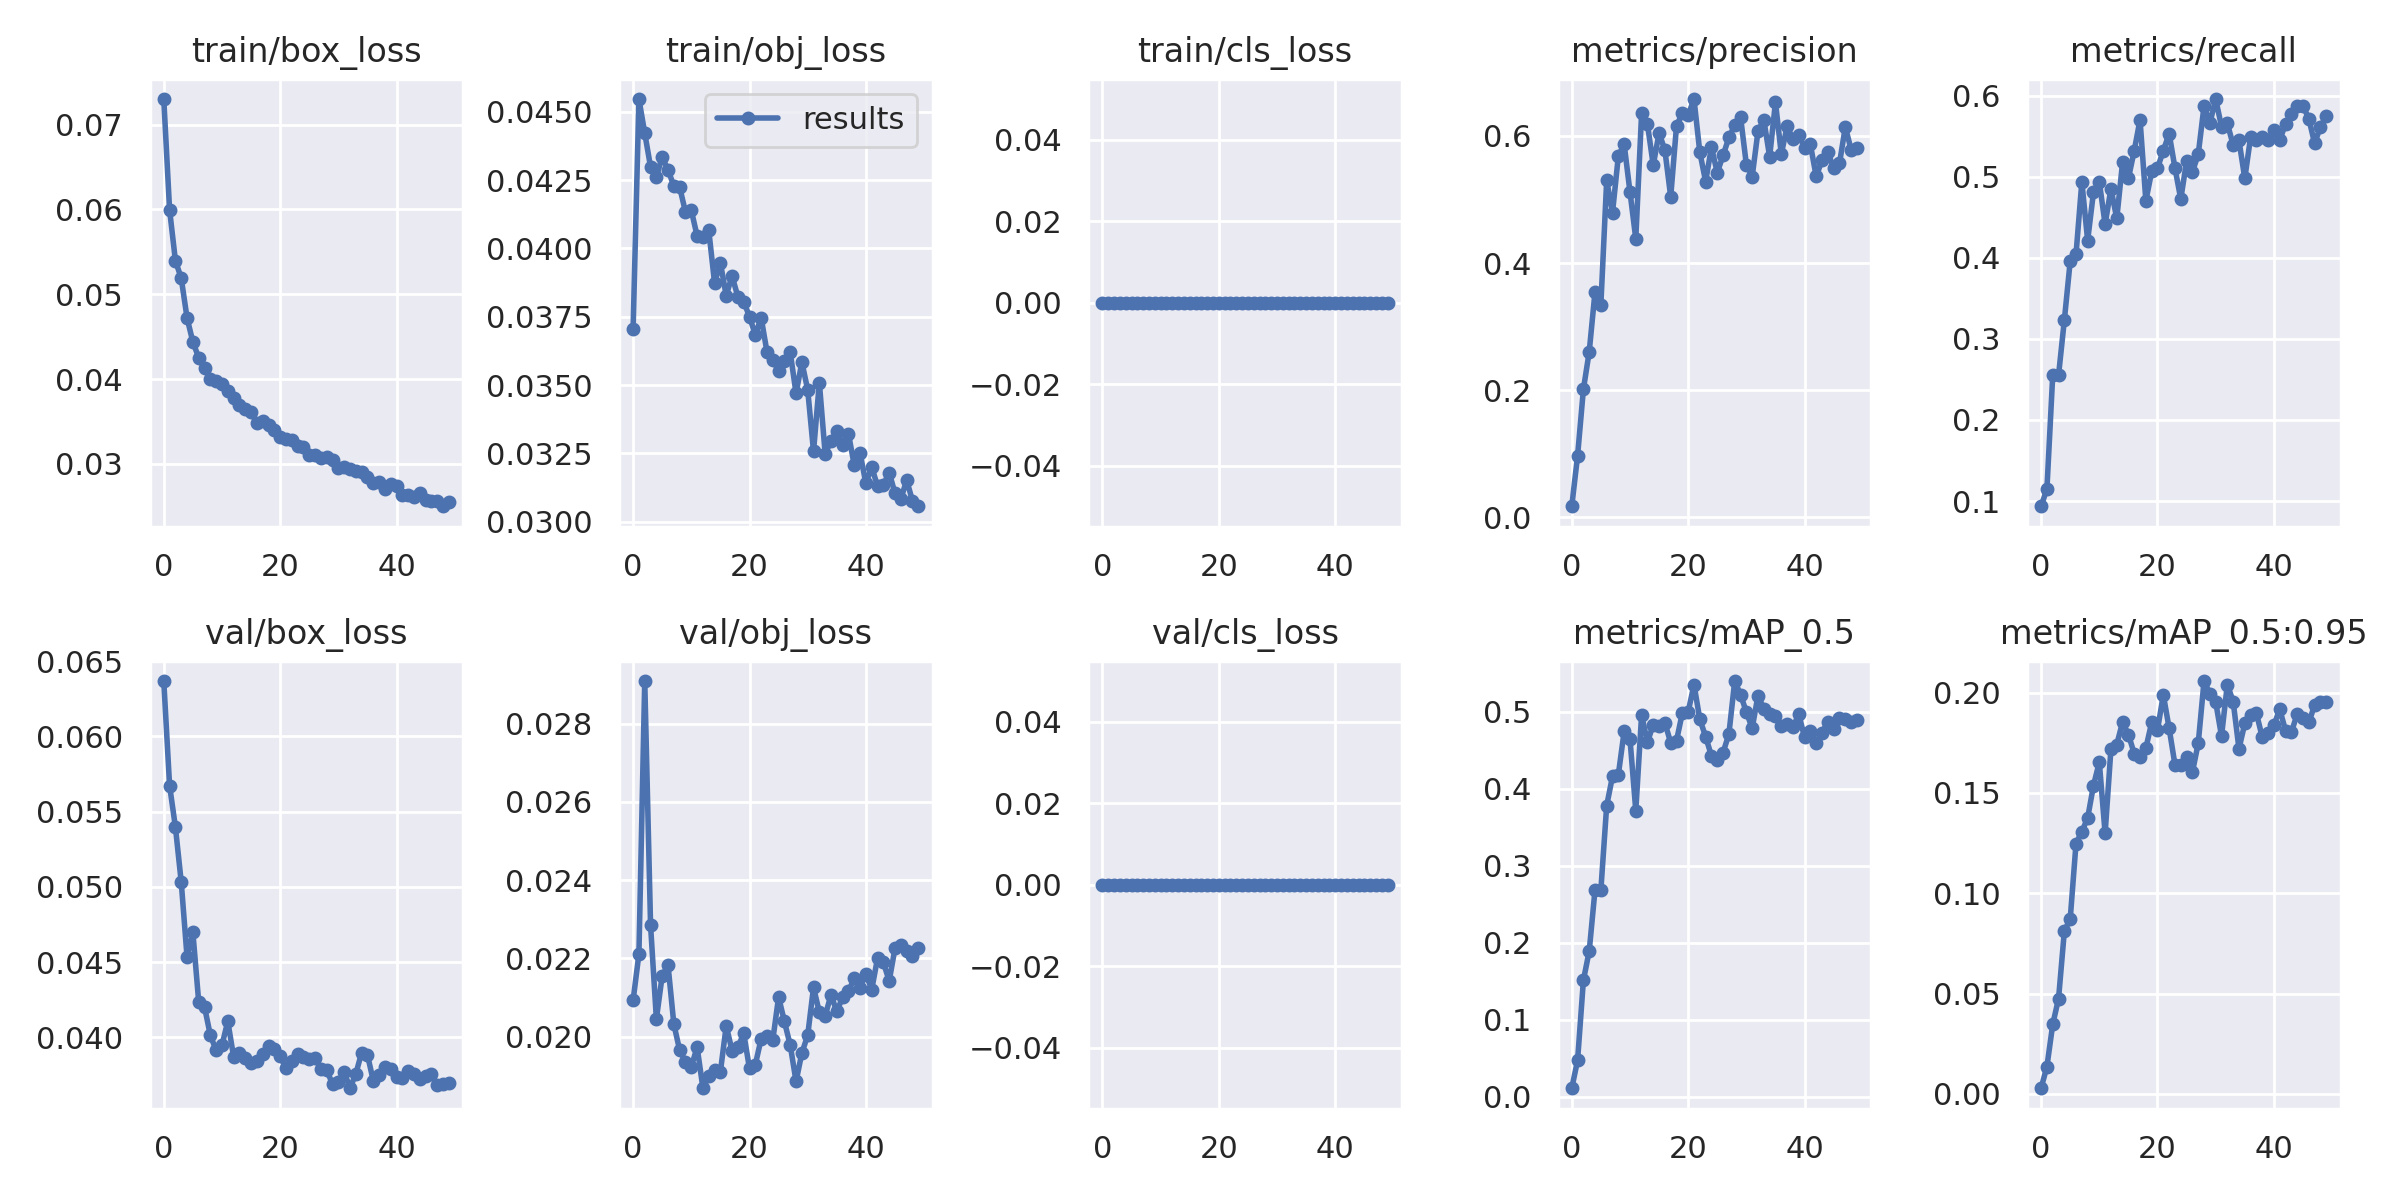 train/box_loss
train/obj_loss
train/cls_loss
metrics/precision
metrics/recall
0.07
0.06
0.05
0.04
0.03
0 20 40
results
0.0450
0.0425
0.0400
0.0375
0.0350
0.0325
0.0300
0 20 40
0.04
0.02
0.00
−0.02
−0.04
0 20 40
0.6
0.4
0.2
0.0
0 20 40
0.6
0.5
0.4
0.3
0.2
0.1
0 20 40
val/box_loss
val/obj_loss
val/cls_loss
metrics/mAP_0.5
metrics/mAP_0.5:0.95
0.065
0.060
0.055
0.050
0.045
0.040
0 20 40
0.028
0.026
0.024
0.022
0.020
0 20 40
0.04
0.02
0.00
−0.02
−0.04
0 20 40
0.5
0.4
0.3
0.2
0.1
0.0
0 20 40
0.20
0.15
0.10
0.05
0.00
0 20 40